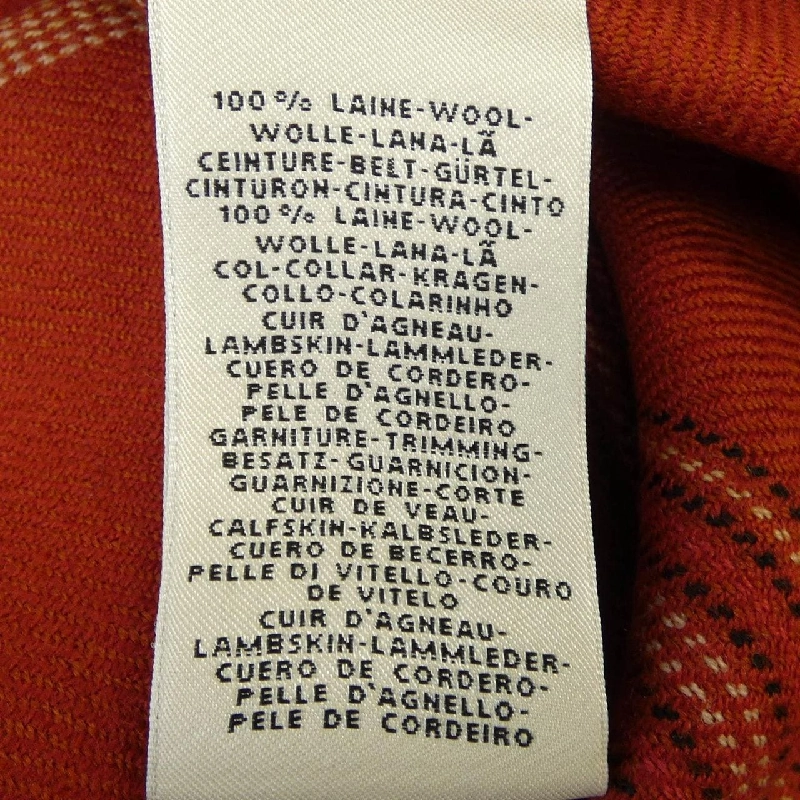 100 % LAINE-WOOL-
WOLLE-LANA-LÃ
CEINTURE-BELT-GÜRTEL-
CINTURON-CINTURA-CINTO
100 % LAINE-WOOL-
WOLLE-LANA-LÃ
COL-COLLAR-KRAGEN-
COLLO-COLARINHO
CUIR D'AGNEAU-
LAMBSKIN-LAMMLEDER-
CUERO DE CORDERO-
PELLE D'AGNELLO-
PELE DE CORDEIRO
GARNITURE-TRIMMING-
BESATZ-GUARNICION-
GUARNIZIONE-CORTE
CUIR DE VEAU-
CALFSKIN-KALBSLEDER-
CUERO DE BECERRO-
PELLE DI VITELLO-COURO
DE VITELO
CUIR D'AGNEAU-
LAMBSKIN-LAMMLEDER-
CUERO DE CORDERO-
PELLE D'AGNELLO-
PELE DE CORDEIRO